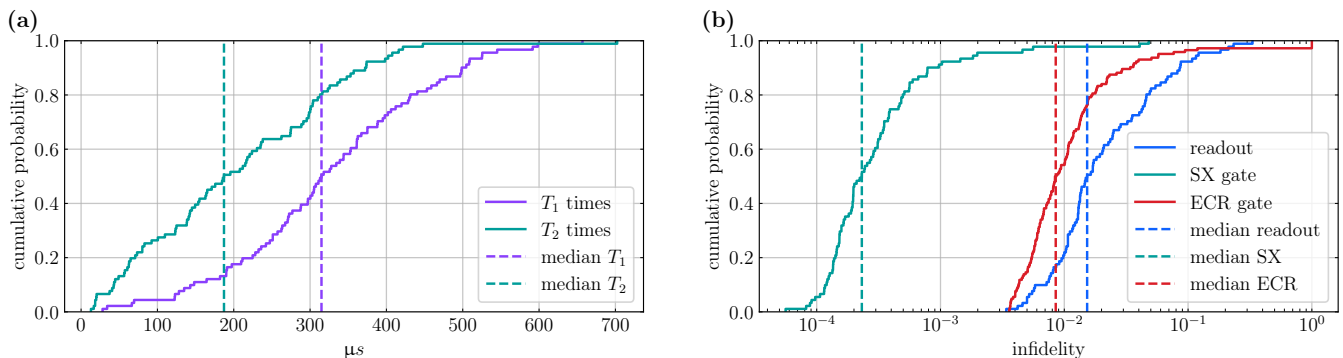 (a)
cumulative probability
1.0
0.8
0.6
0.4
0.2
0.0
0
100
200
300
400
500
600
700
μs
T₁ times
T₂ times
median T₁
median T₂
(b)
cumulative probability
1.0
0.8
0.6
0.4
0.2
0.0
10⁻⁴
10⁻³
10⁻²
10⁻¹
10⁰
infidelity
readout
SX gate
ECR gate
median readout
median SX
median ECR